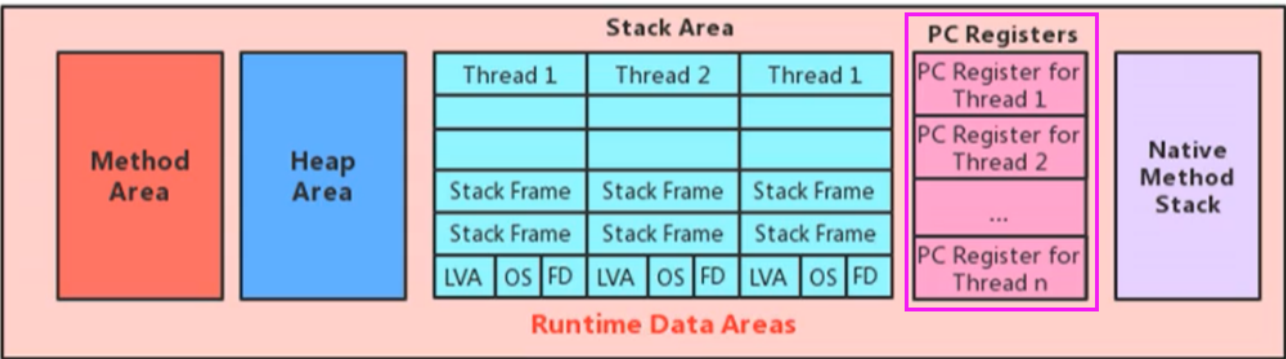 Stack Area
PC Registers
Method
Area
Heap
Area
Thread 1
Thread 2
Thread 1
Stack Frame
Stack Frame
Stack Frame
Stack Frame
Stack Frame
Stack Frame
LVA
OS
FD
LVA
OS
FD
LVA
OS
FD
PC Register for
Thread 1
PC Register for
Thread 2
...
PC Register for
Thread n
Native
Method
Stack
Runtime Data Areas